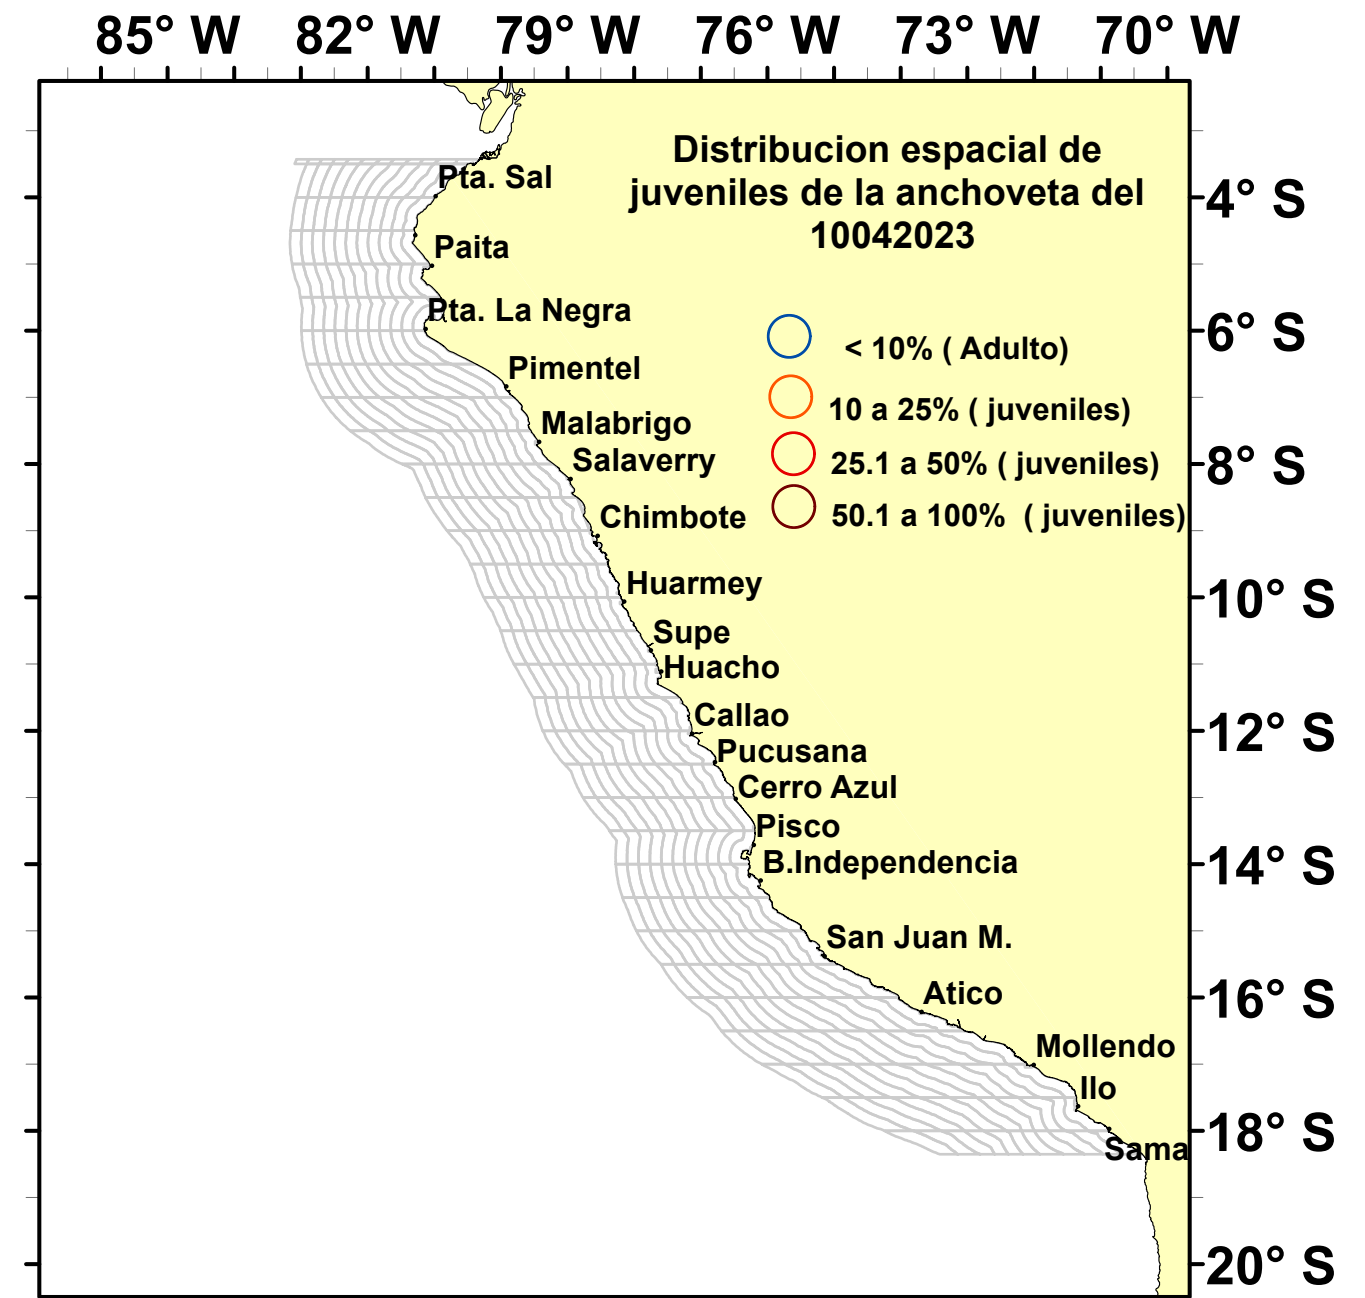 85° W 82° W 79° W 76° W 73° W 70° W
Distribucion espacial de
juveniles de la anchoveta del
10042023
Pta. Sal
4° S
Paita
Pta. La Negra
6° S
< 10% ( Adulto)
Pimentel
10 a 25% ( juveniles)
Malabrigo
Salaverry
25.1 a 50% ( juveniles)
8° S
Chimbote
50.1 a 100% ( juveniles)
Huarmey
10° S
Supe
Huacho
Callao
12° S
Pucusana
Cerro Azul
Pisco
B.Independencia
14° S
San Juan M.
Atico
16° S
Mollendo
Ilo
18° S
Sama
20° S